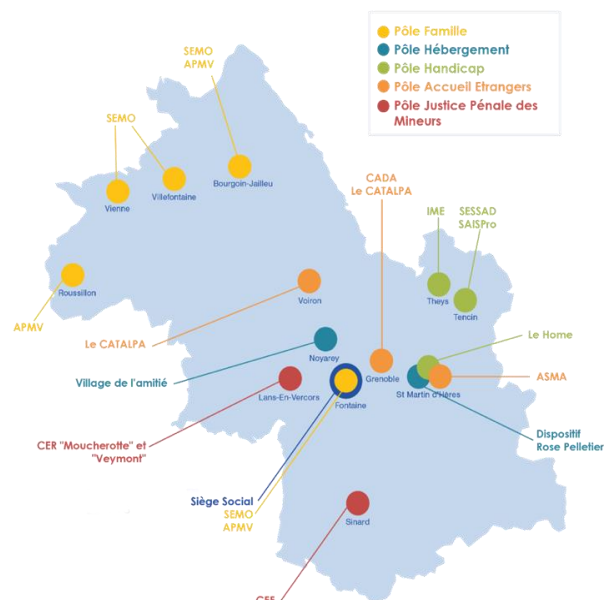 Pôle Famille
Pôle Hébergement
Pôle Handicap
Pôle Accueil Etrangers
Pôle Justice Pénale des
Mineurs
SEMO
APMV
SEMO
Bourgoin-Jailleu
Villefontaine
Vienne
CADA
Le CATALPA
IME
SESSAD
SAISPro
Roussillon
Voiron
Theys
Tencin
APMV
Le CATALPA
Noyarey
Le Home
Village de l'amitié
Grenoble
ASMA
Lans-En-Vercors
Fontaine
St Martin d'Hères
CER "Moucherotte" et
"Veymont"
Dispositif
Rose Pelletier
Siège Social
SEMO
APMV
Sinard